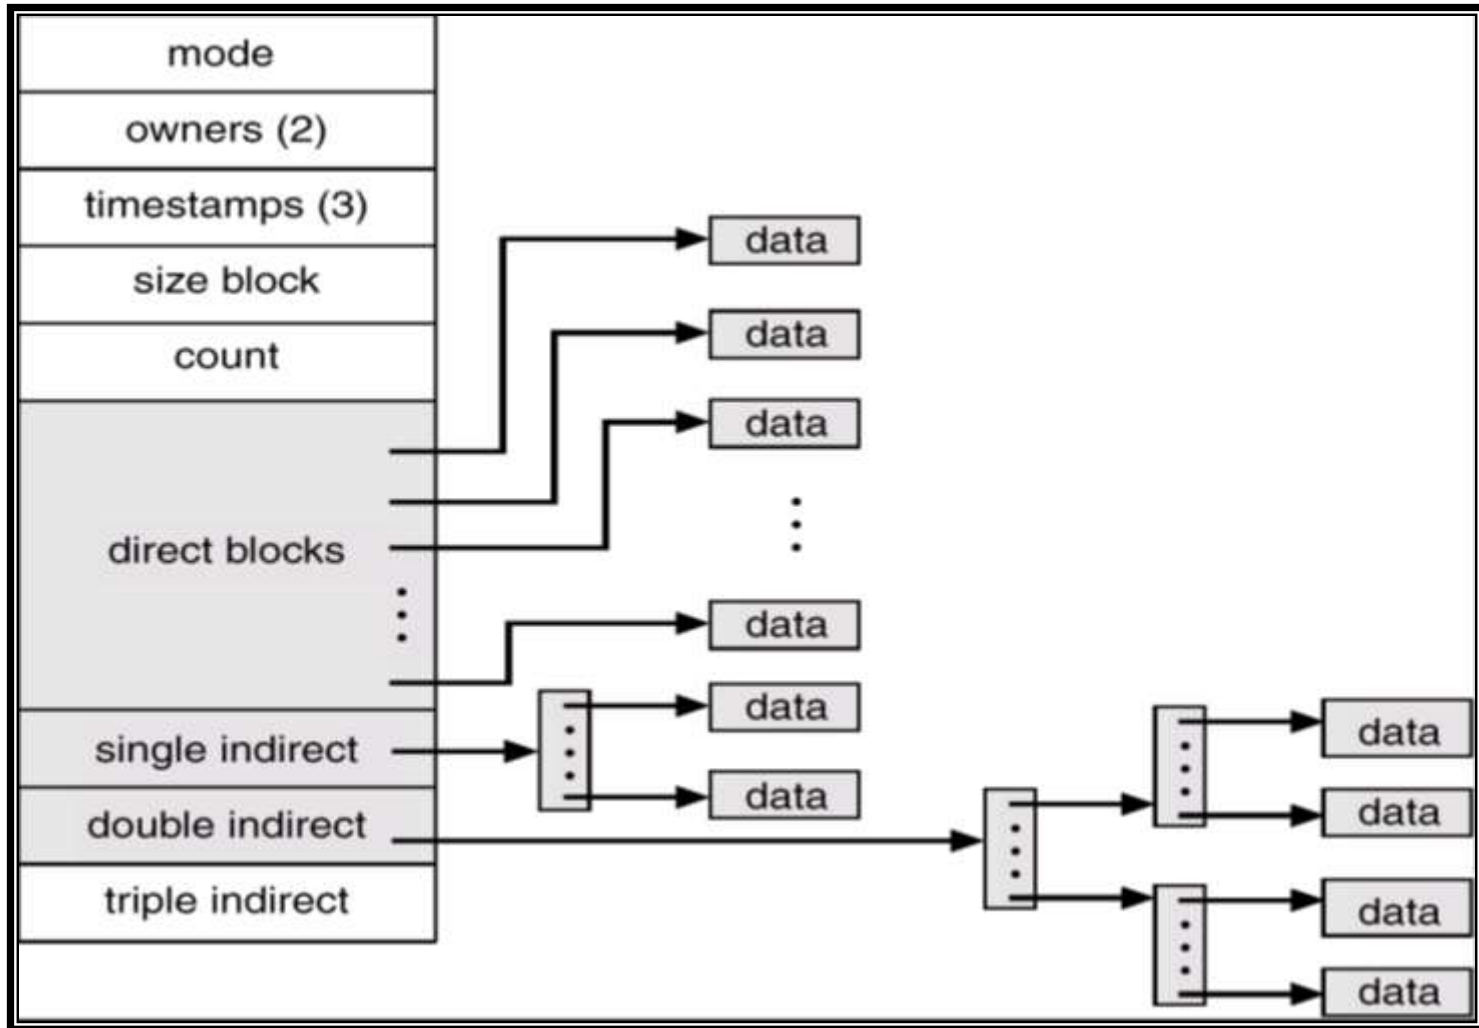 mode
owners (2)
timestamps (3)
size block
count
direct blocks
single indirect
double indirect
triple indirect
data
data
data
data
data
data
data
data
data
data